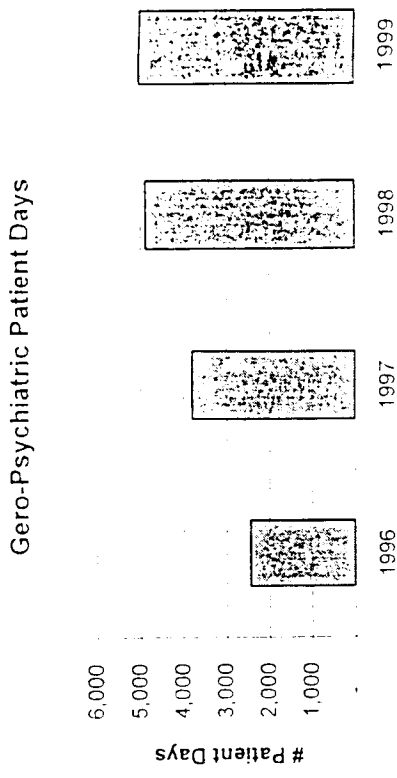 Gero-Psychiatric Patient Days
# Patient Days
6,000
5,000
4,000
3,000
2,000
1,000
-
1996 1997 1998 1999